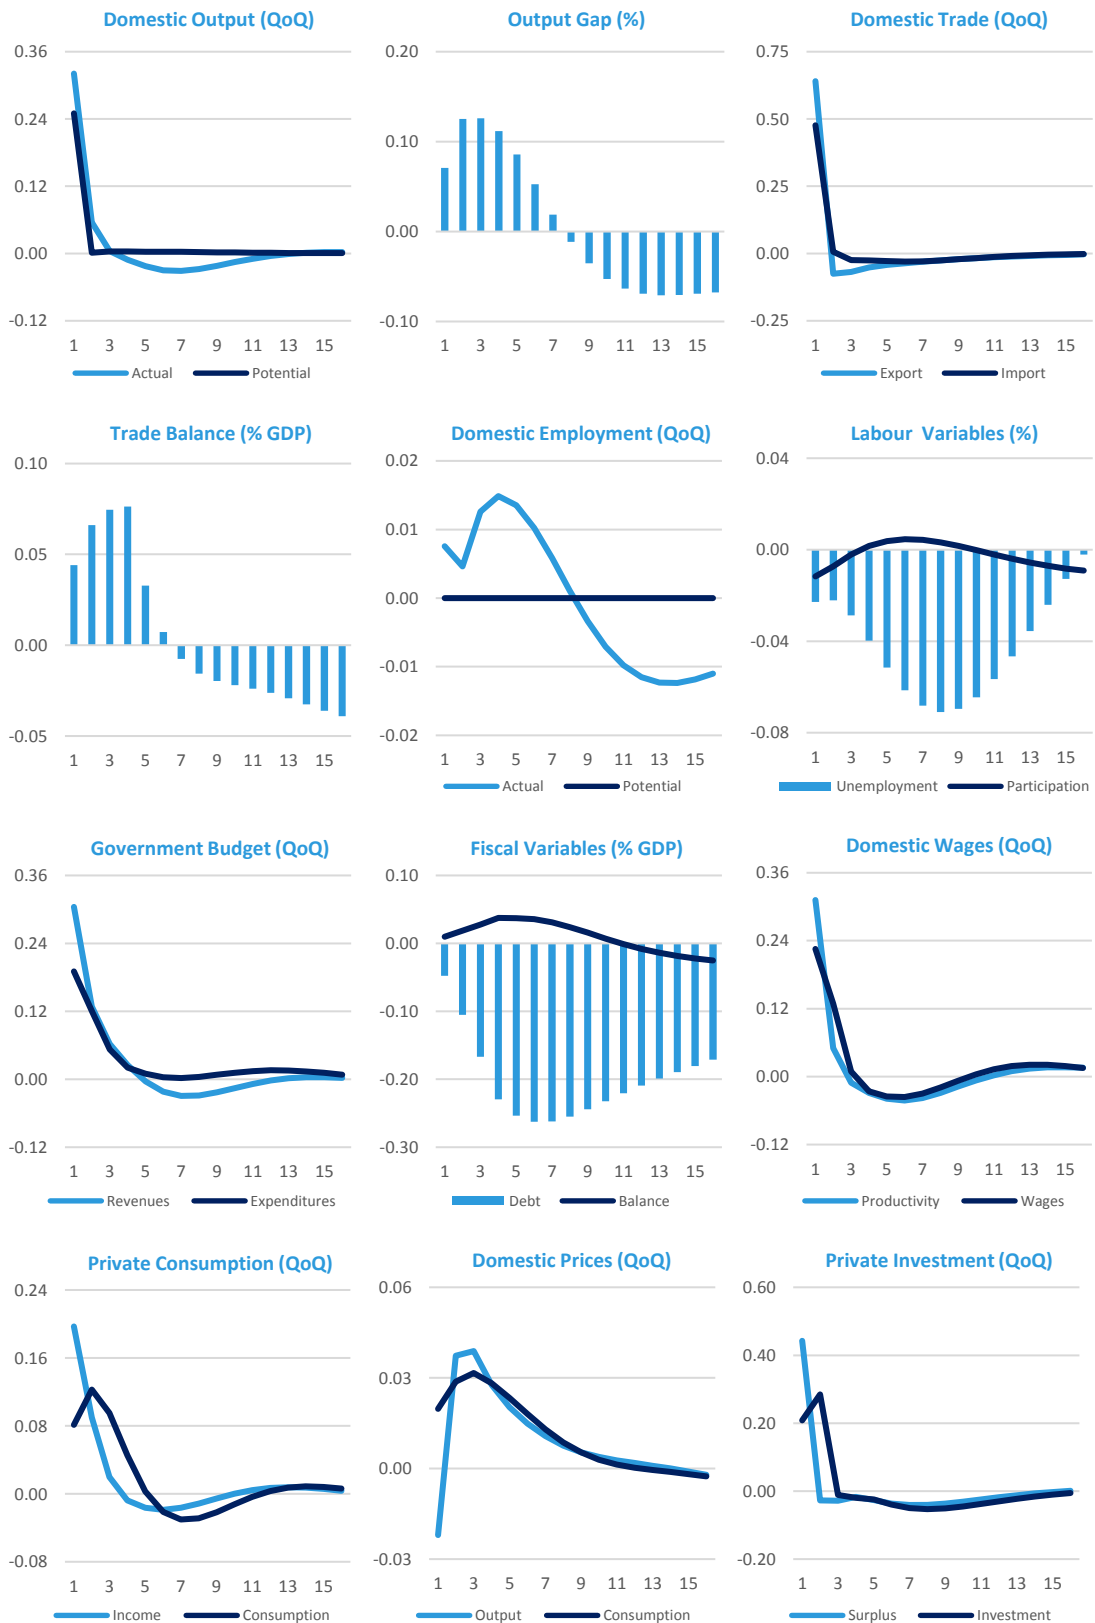 Domestic Output (QoQ)
0.36
0.24
0.12
0.00
-0.12
1 3 5 7 9 11 13 15
Actual Potential
Output Gap (%)
0.20
0.10
0.00
-0.10
1 3 5 7 9 11 13 15
Domestic Trade (QoQ)
0.75
0.50
0.25
0.00
-0.25
1 3 5 7 9 11 13 15
Export Import
Trade Balance (% GDP)
0.10
0.05
0.00
-0.05
1 3 5 7 9 11 13 15
Domestic Employment (QoQ)
0.02
0.01
0.00
-0.01
-0.02
1 3 5 7 9 11 13 15
Actual Potential
Labour Variables (%)
0.04
0.00
-0.04
-0.08
1 3 5 7 9 11 13 15
Unemployment Participation
Government Budget (QoQ)
0.36
0.24
0.12
0.00
-0.12
1 3 5 7 9 11 13 15
Revenues Expenditures
Fiscal Variables (% GDP)
0.10
0.00
-0.10
-0.20
-0.30
1 3 5 7 9 11 13 15
Debt Balance
Domestic Wages (QoQ)
0.36
0.24
0.12
0.00
-0.12
1 3 5 7 9 11 13 15
Productivity Wages
Private Consumption (QoQ)
0.24
0.16
0.08
0.00
-0.08
1 3 5 7 9 11 13 15
Income Consumption
Domestic Prices (QoQ)
0.06
0.03
0.00
-0.03
1 3 5 7 9 11 13 15
Output Consumption
Private Investment (QoQ)
0.60
0.40
0.20
0.00
-0.20
1 3 5 7 9 11 13 15
Surplus Investment